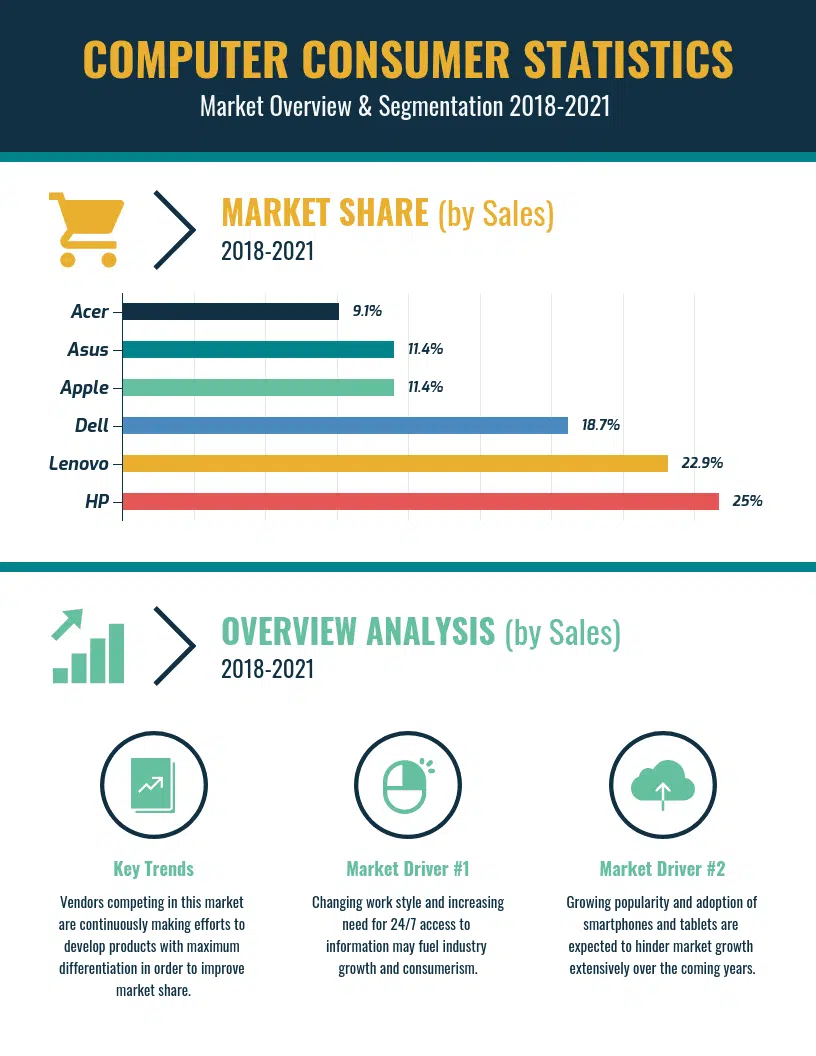 COMPUTER CONSUMER STATISTICS
Market Overview & Segmentation 2018-2021
MARKET SHARE (by Sales)
2018-2021
Acer 9.1%
Asus 11.4%
Apple 11.4%
Dell 18.7%
Lenovo 22.9%
HP 25%
OVERVIEW ANALYSIS (by Sales)
2018-2021
Key Trends
Vendors competing in this market
are continuously making efforts to
develop products with maximum
differentiation in order to improve
market share.
Market Driver #1
Changing work style and increasing
need for 24/7 access to
information may fuel industry
growth and consumerism.
Market Driver #2
Growing popularity and adoption of
smartphones and tablets are
expected to hinder market growth
extensively over the coming years.